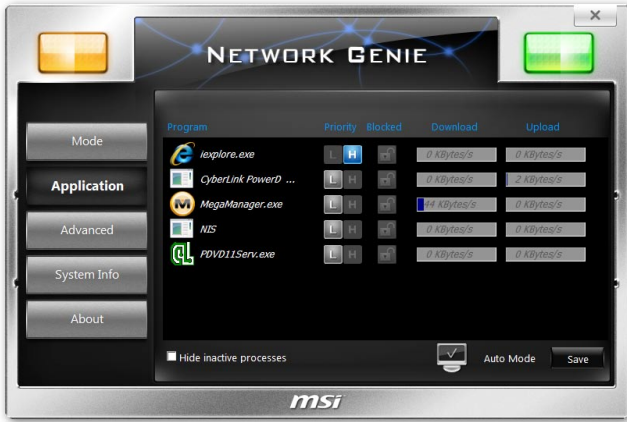 NETWORK GENIE
Mode
Application
Advanced
System Info
About
Program Priority Blocked Download Upload
iexplore.exe L H 0 KBytes/s 0 KBytes/s
CyberLink PowerD ... L H 0 KBytes/s 2 KBytes/s
MegaManager.exe L H 44 KBytes/s 0 KBytes/s
NIS L H 0 KBytes/s 0 KBytes/s
PDVD11Serv.exe L H 0 KBytes/s 0 KBytes/s
Hide inactive processes
Auto Mode
Save
msi